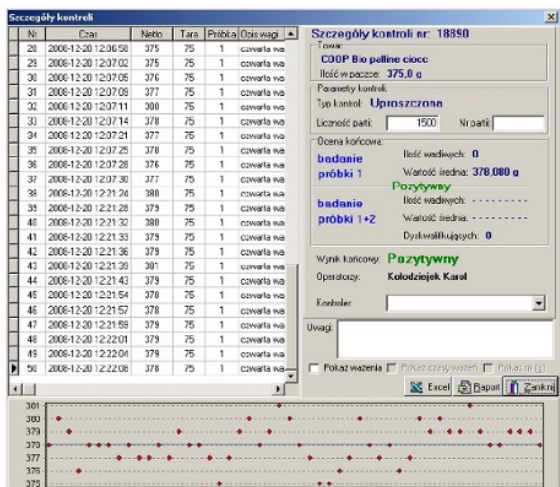 Szczegóły kontroli
Nr Czas Netto Tara Próbka Opis wagi
28 2008-12-20 12:06:58 375 75 1 czwarta wa
29 2008-12-20 12:07:02 375 75 1 czwarta wa
30 2008-12-20 12:07:05 376 75 1 czwarta wa
31 2008-12-20 12:07:09 377 75 1 czwarta wa
32 2008-12-20 12:07:11 380 75 1 czwarta wa
33 2008-12-20 12:07:14 378 75 1 czwarta wa
34 2008-12-20 12:07:21 377 75 1 czwarta wa
35 2008-12-20 12:07:25 378 75 1 czwarta wa
36 2008-12-20 12:07:28 376 75 1 czwarta wa
37 2008-12-20 12:07:30 377 75 1 czwarta wa
38 2008-12-20 12:21:24 380 75 1 czwarta wa
39 2008-12-20 12:21:28 379 75 1 czwarta wa
40 2008-12-20 12:21:32 380 75 1 czwarta wa
41 2008-12-20 12:21:33 379 75 1 czwarta wa
42 2008-12-20 12:21:36 379 75 1 czwarta wa
43 2008-12-20 12:21:39 381 75 1 czwarta wa
44 2008-12-20 12:21:43 379 75 1 czwarta wa
45 2008-12-20 12:21:54 378 75 1 czwarta wa
46 2008-12-20 12:21:57 378 75 1 czwarta wa
47 2008-12-20 12:21:59 379 75 1 czwarta wa
48 2008-12-20 12:22:01 379 75 1 czwarta wa
49 2008-12-20 12:22:04 379 75 1 czwarta wa
50 2008-12-20 12:22:08 378 75 1 czwarta wa
Szczegóły kontroli nr: 18890
Towar:
COOP Bio palline ciocc
Ilość w paczce: 375,0 g
Parametry kontroli:
Typ kontroli: Uproszczona
Liczność partii: 1500 Nr partii:
Ocena końcowa:
badanie próbki 1
Ilość wadliwych: 0
Wartość średnia: 378,080 g
Pozytywny
badanie próbki 1+2
Ilość wadliwych: - - - - - - - - -
Wartość średnia: - - - - - - - - -
Dyskwalifikujących: 0
Wynik końcowy: Pozytywny
Operatorzy: Kołodziejek Karol
Kontroler:
Uwagi:
Pokaż ważenia Pokaż czasy ważeń Pokaż ml (g)
Excel Raport Zamknij
381
380
379
378
377
376
375